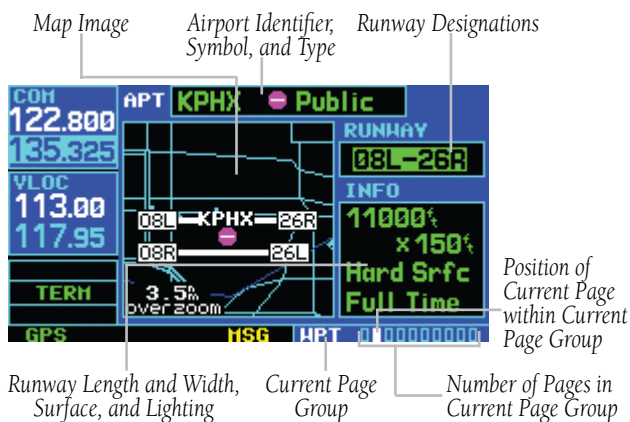 Map Image
Airport Identifier,
Symbol, and Type
Runway Designations
COM
122.800
135.325
VLOC
113.00
117.95
TERM
GPS
APT KPHX Public
08L KPHX 26R
08R 26L
3.5nm
overzoom
MSG
RUNWAY
08L-26R
INFO
11000ft
x 150ft
Hard Srfc
Full Time
WPT
Position of
Current Page
within Current
Page Group
Runway Length and Width,
Surface, and Lighting
Current Page
Group
Number of Pages in
Current Page Group